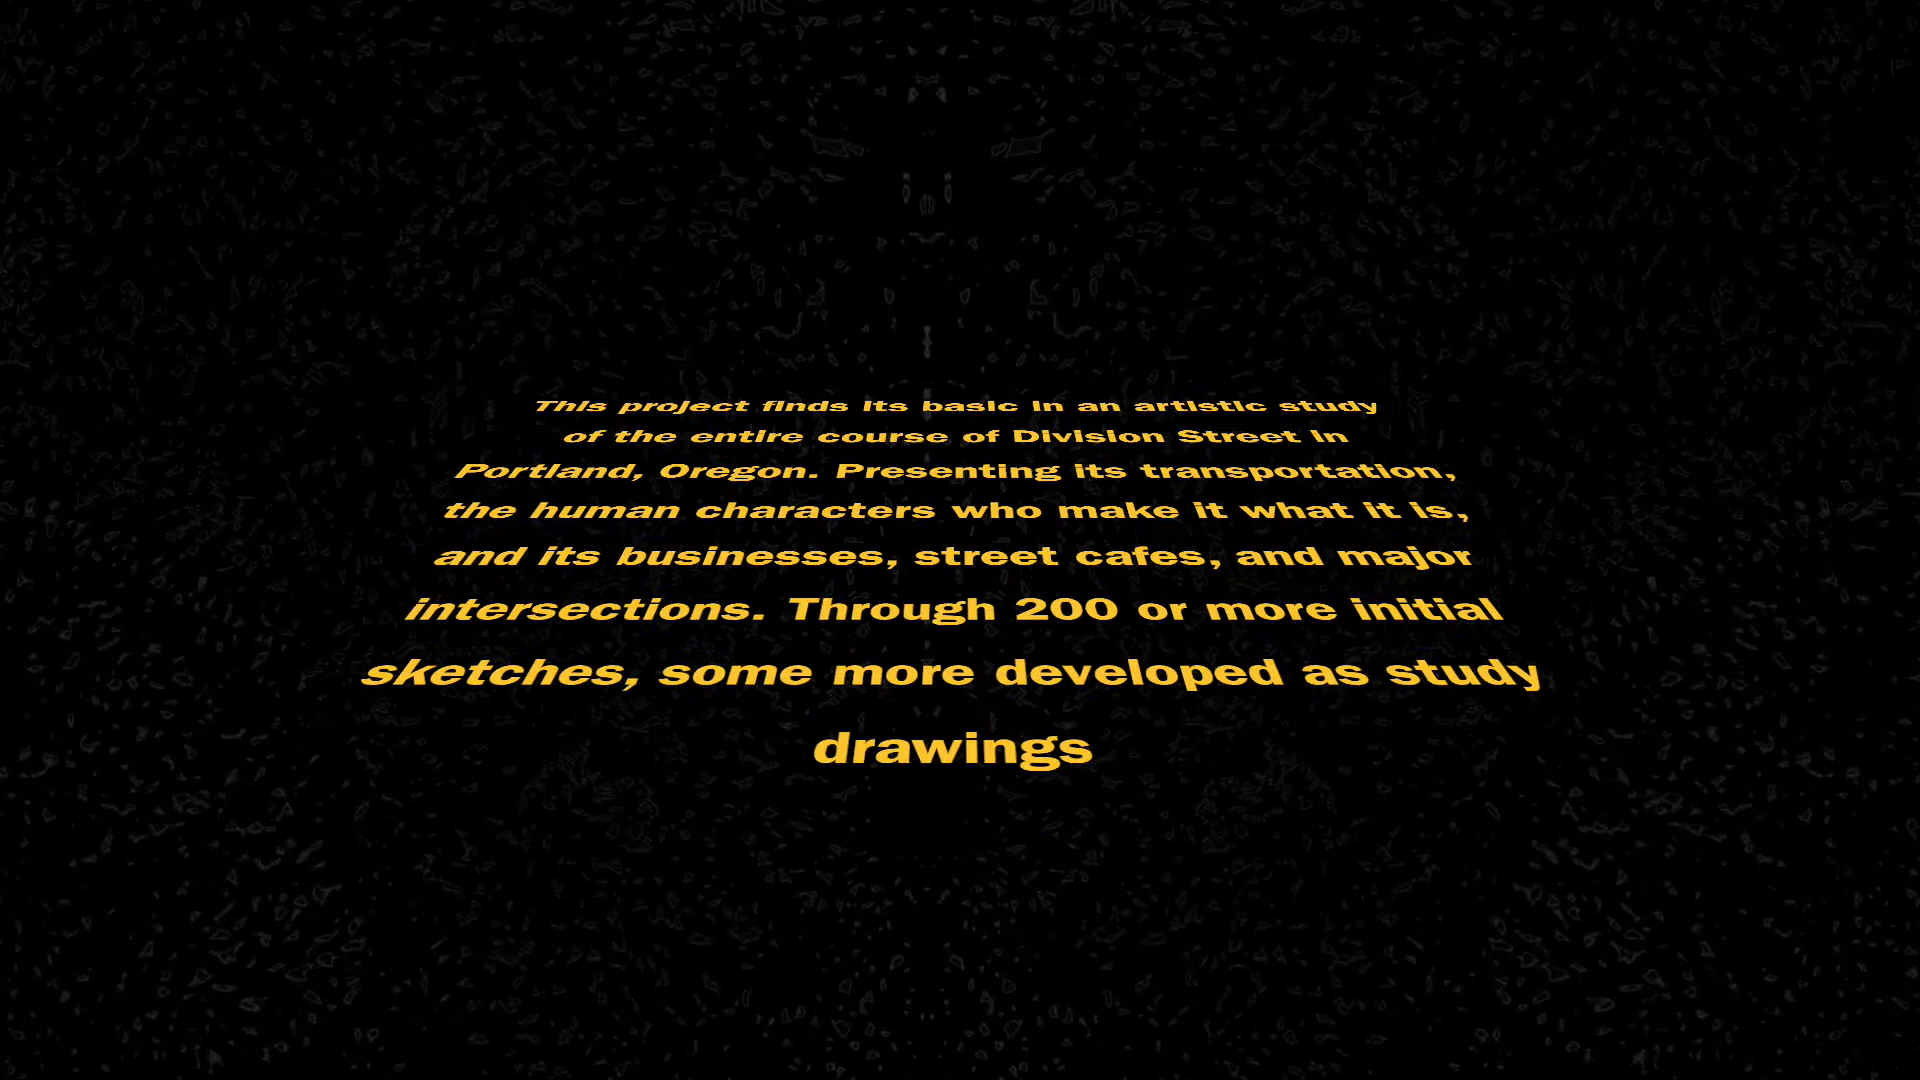 This project finds its basic in an artistic study
of the entire course of Division Street in
Portland, Oregon. Presenting its transportation,
the human characters who make it what it is,
and its businesses, street cafes, and major
intersections. Through 200 or more initial
sketches, some more developed as study
drawings